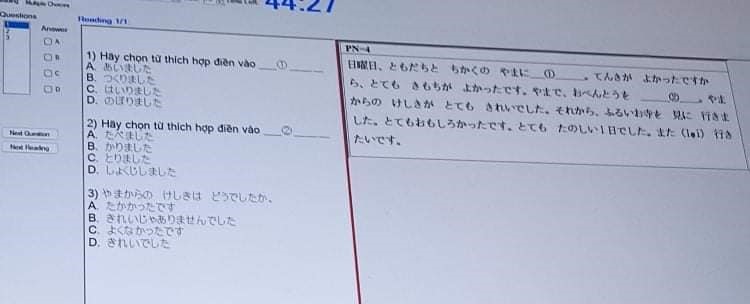 Multiple Choices
44:27
Questions
1
2
3
Answer
A
B
C
D
Next Question
Next Reading
Reading 1/1
1) Hãy chọn từ thích hợp điền vào ___①______
A. あいました
B. つくりました
C. はいりました
D. のぼりました
2) Hãy chọn từ thích hợp điền vào ___②______
A. たべました
B. かりました
C. とりました
D. しょくじしました
3) やまからの けしきは どうでしたか。
A. たかかったです
B. きれいじゃありませんでした
C. よくなかったです
D. きれいでした
PN=4
日曜日、ともだちと ちかくの やまに ___①______。てんきが よかったですか
ら、とても きもちが よかったです。やまで、おべんとうを ______②____。やま
からの けしきが とても きれいでした。それから、ふるいお寺を 見に 行きま
した。とてもおもしろかったです。とても たのしい1日でした。また (lại) 行き
たいです。